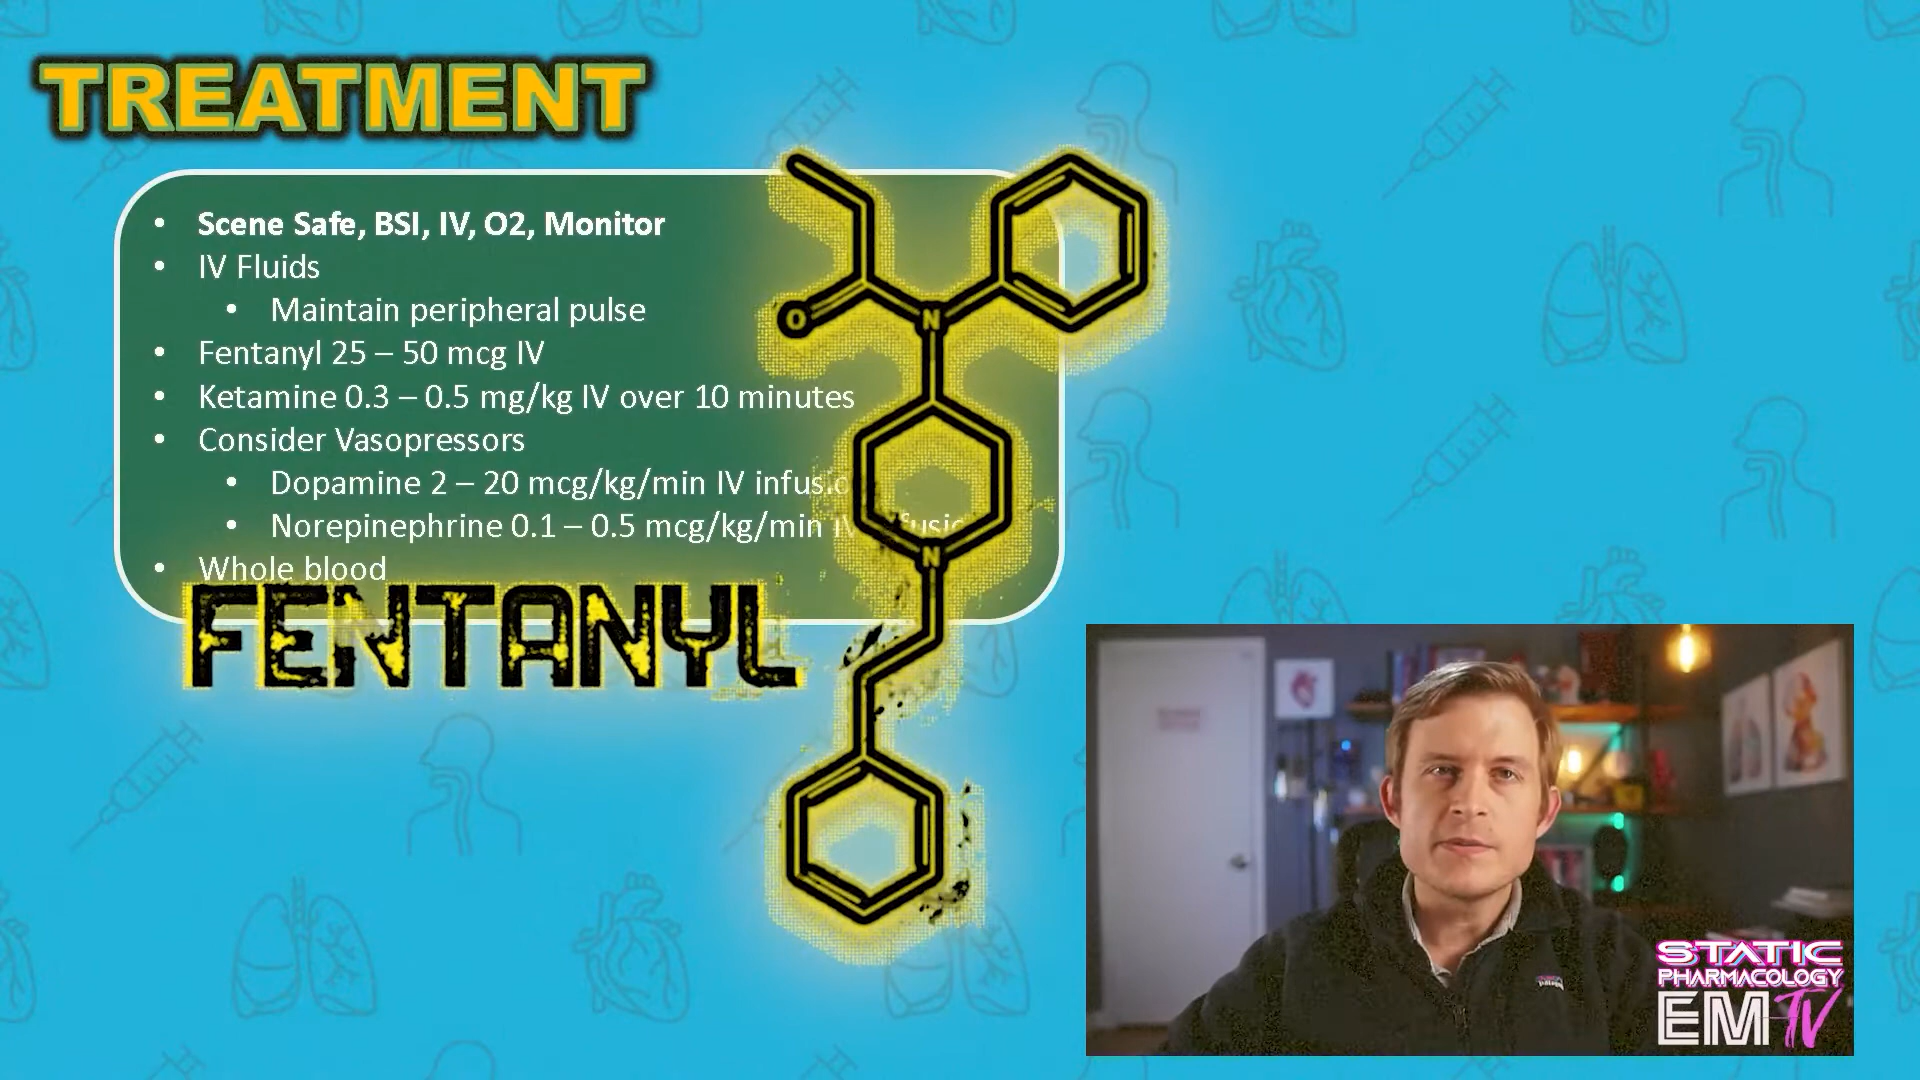 TREATMENT
• Scene Safe, BSI, IV, O2, Monitor
• IV Fluids
• Maintain peripheral pulse
• Fentanyl 25 – 50 mcg IV
• Ketamine 0.3 – 0.5 mg/kg IV over 10 minutes
• Consider Vasopressors
• Dopamine 2 – 20 mcg/kg/min IV
• Norepinephrine 0.1 – 0.5 mcg/kg/min
• Whole blood
O
N
N
FENTANYL
STATIC
PHARMACOLOGY
EM TV